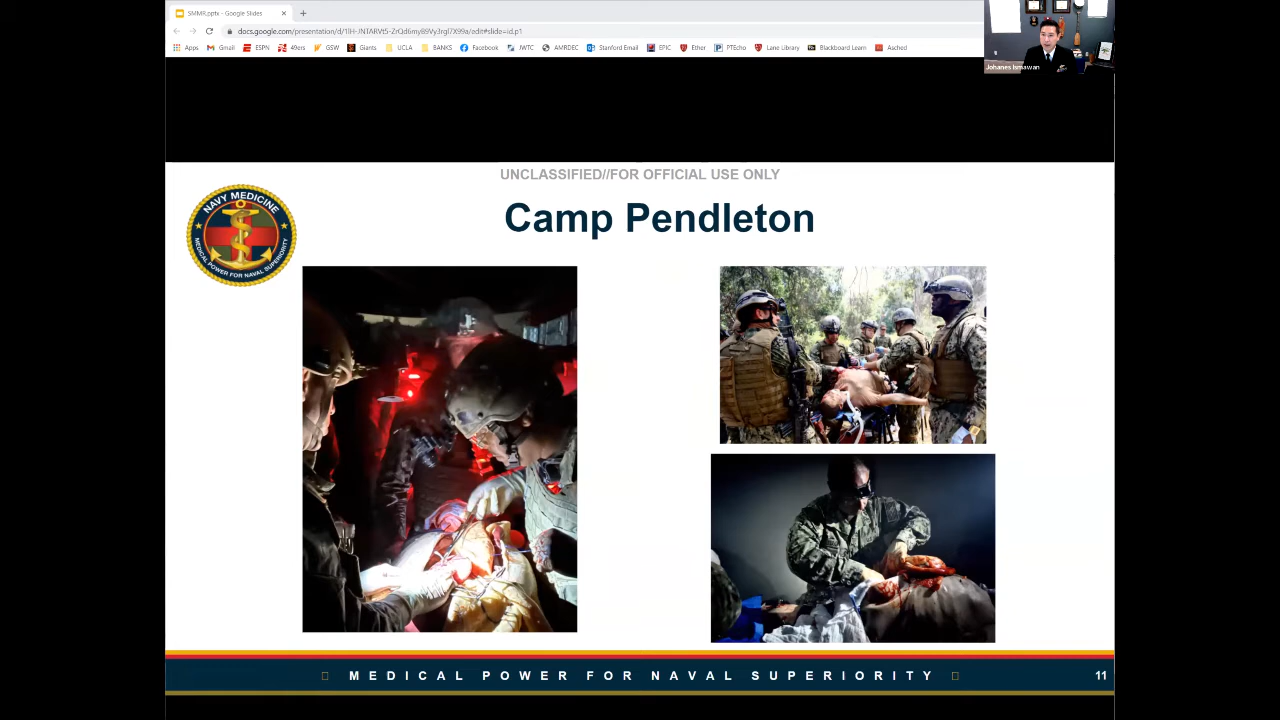 SMMR.pptx - Google Slides
docs.google.com/presentation/d/1lH-JNTARVt5-ZrQd6my89Vy3rgl7X99a/edit#slide=id.p1
Apps Gmail ESPN 49ers GSW Giants UCLA BANKS Facebook JWTC AMRDEC Stanford Email EPIC Ether PTEcho Lane Library Blackboard Learn Asched
Johanes Ismawan
UNCLASSIFIED//FOR OFFICIAL USE ONLY
NAVY MEDICINE
MEDICAL POWER FOR NAVAL SUPERIORITY
Camp Pendleton
MEDICAL POWER FOR NAVAL SUPERIORITY
11